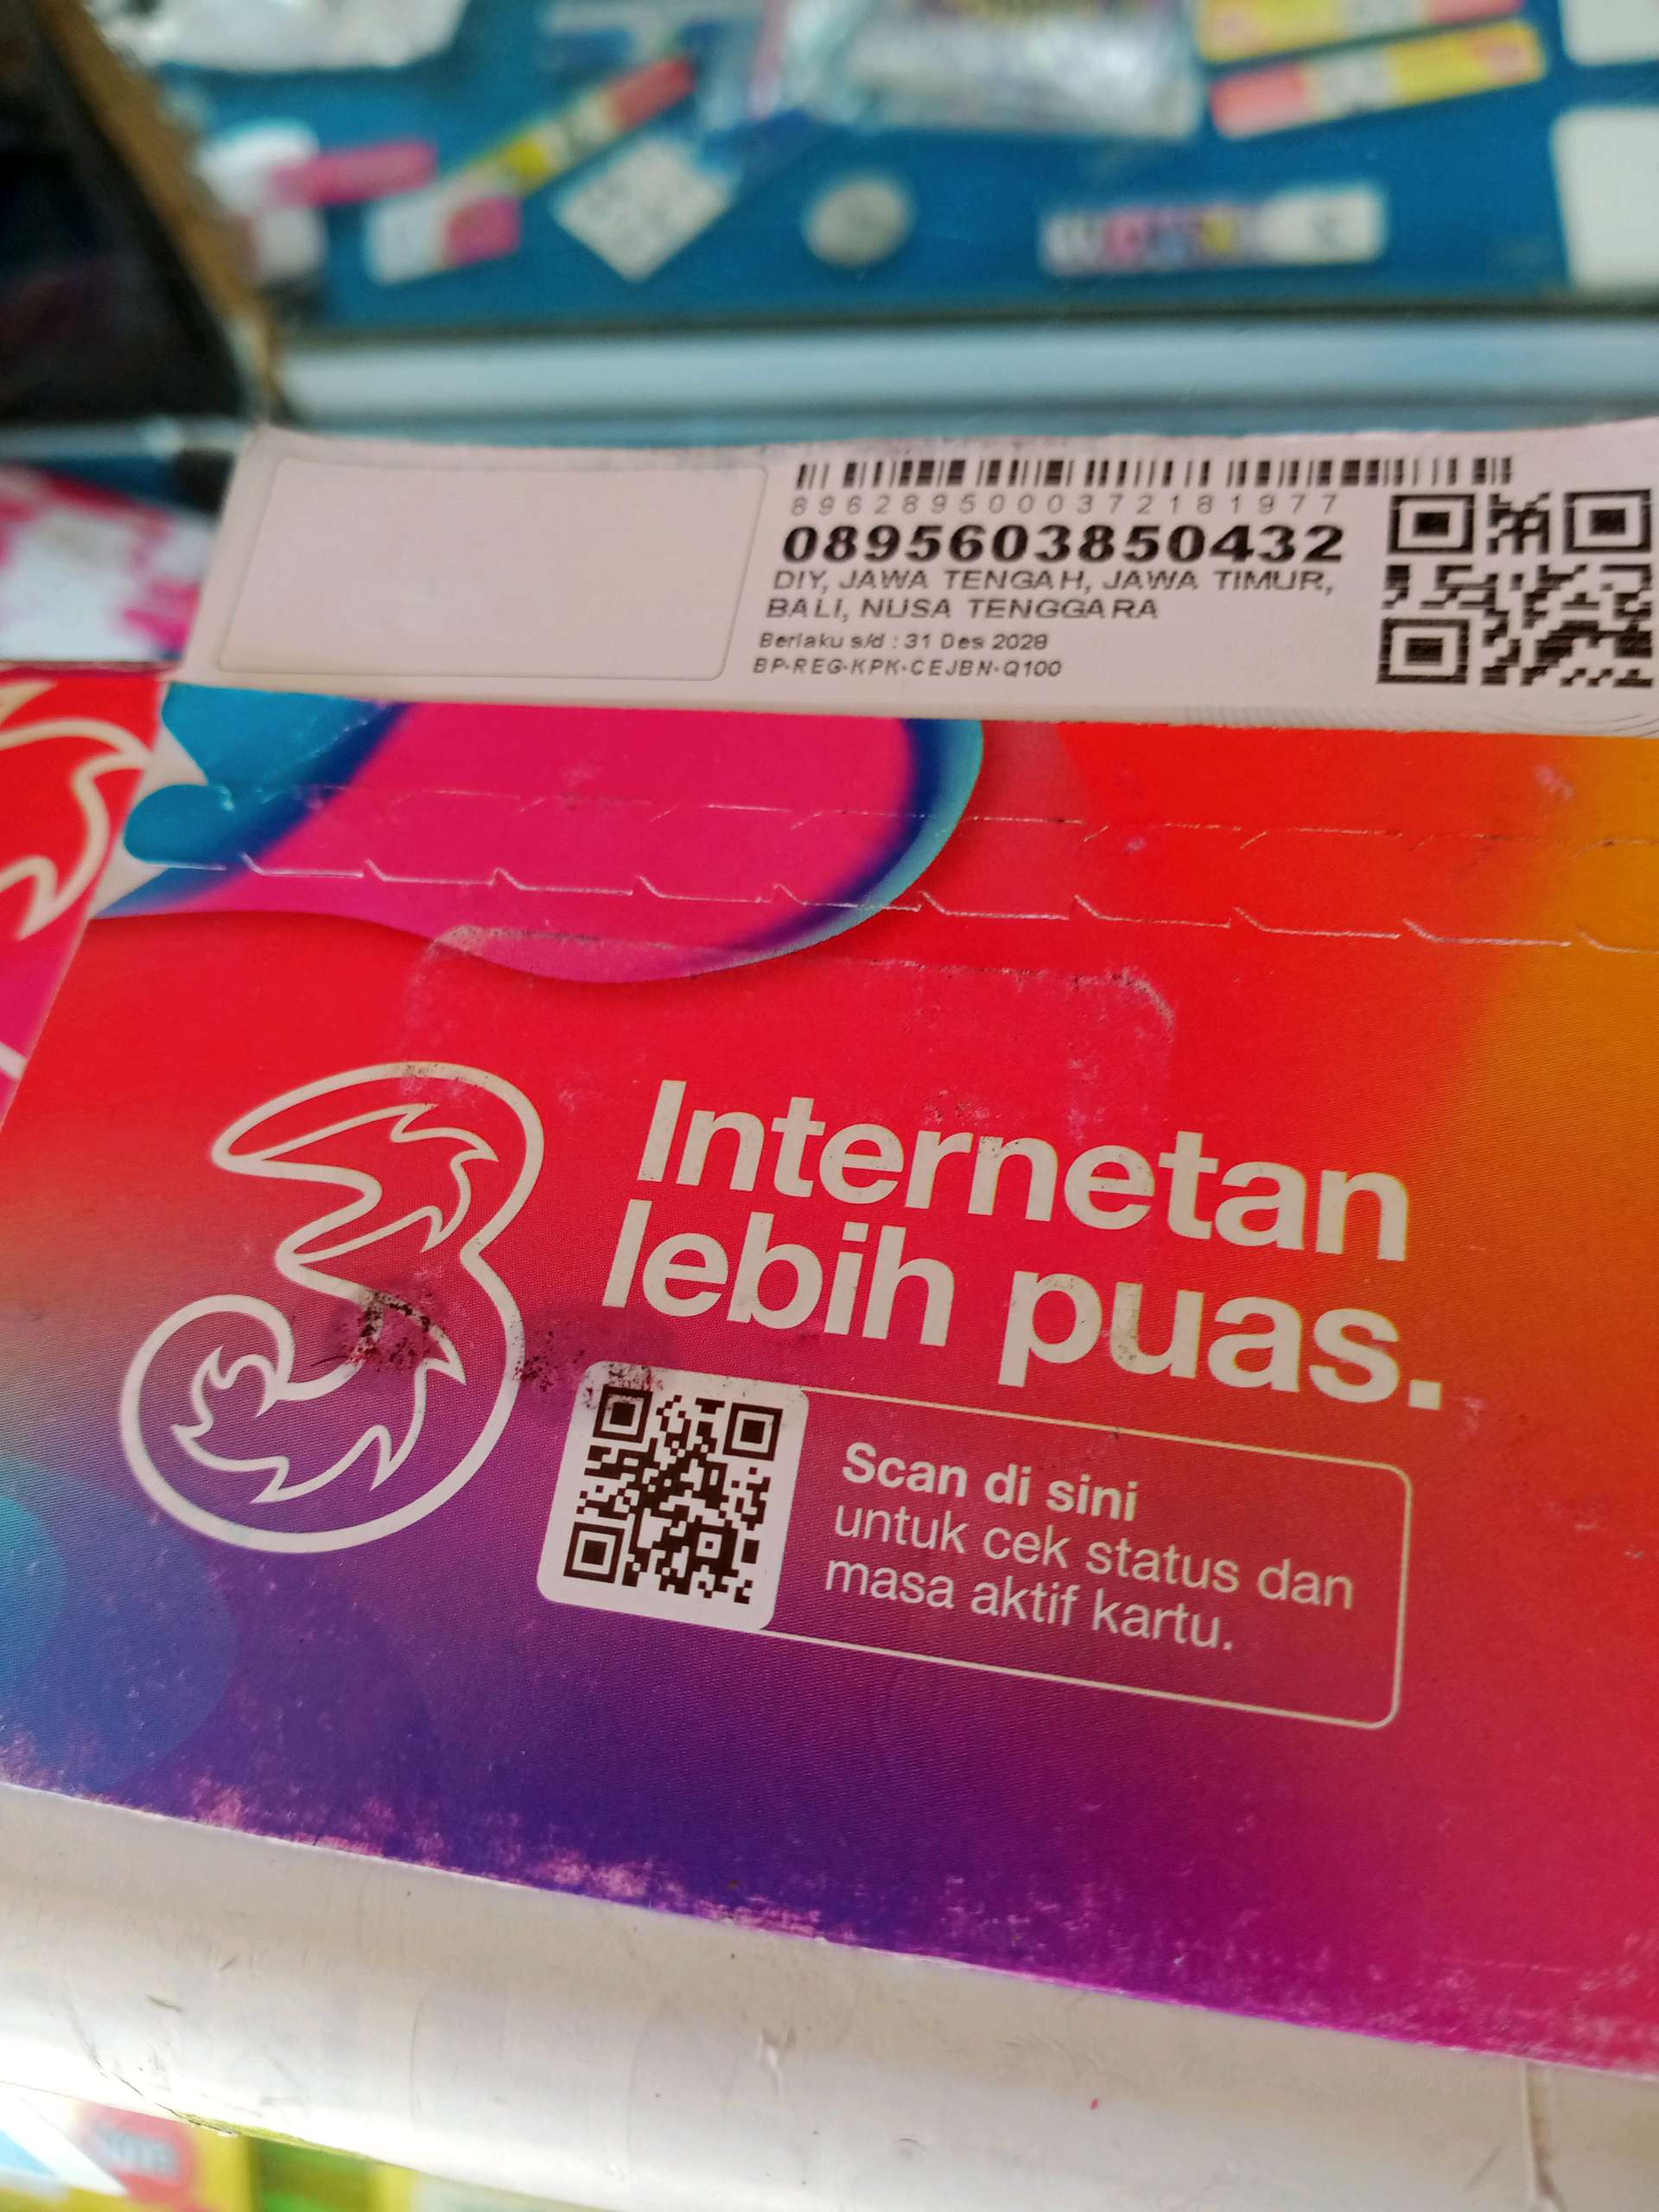 8962895000372181977
0895603850432
DIY, JAWA TENGAH, JAWA TIMUR,
BALI, NUSA TENGGARA
Berlaku s/d : 31 Des 2028
BP-REG-KPK-CEJBN-Q100
3
Internetan
lebih puas.
Scan di sini
untuk cek status dan
masa aktif kartu.